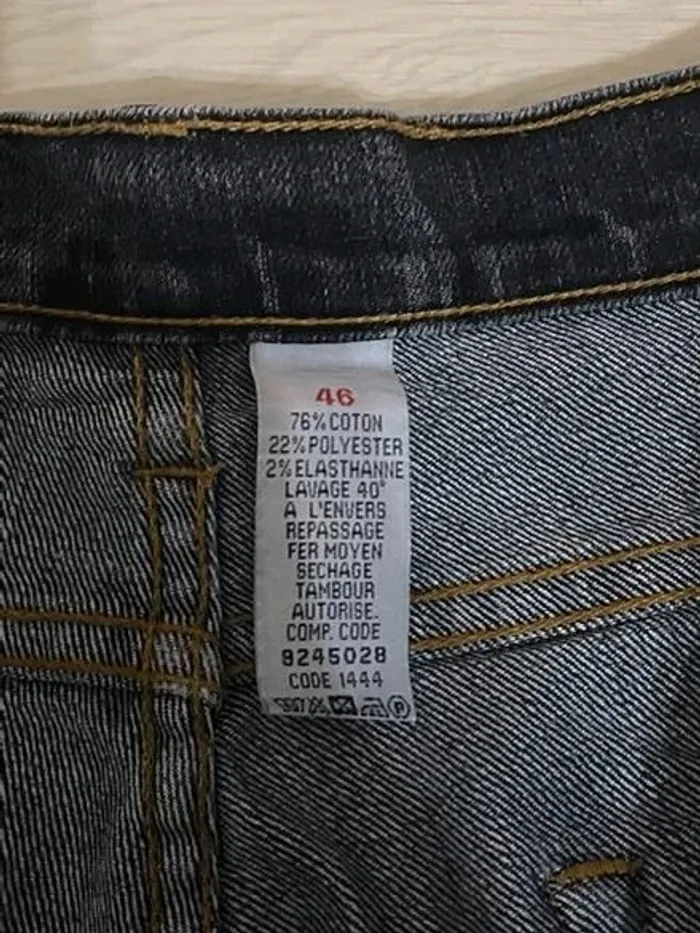 46
76% COTON
22% POLYESTER
2% ELASTHANNE
LAVAGE 40°
A L'ENVERS
REPASSAGE
FER MOYEN
SECHAGE
TAMBOUR
AUTORISE.
COMP. CODE
9245028
CODE 1444
P